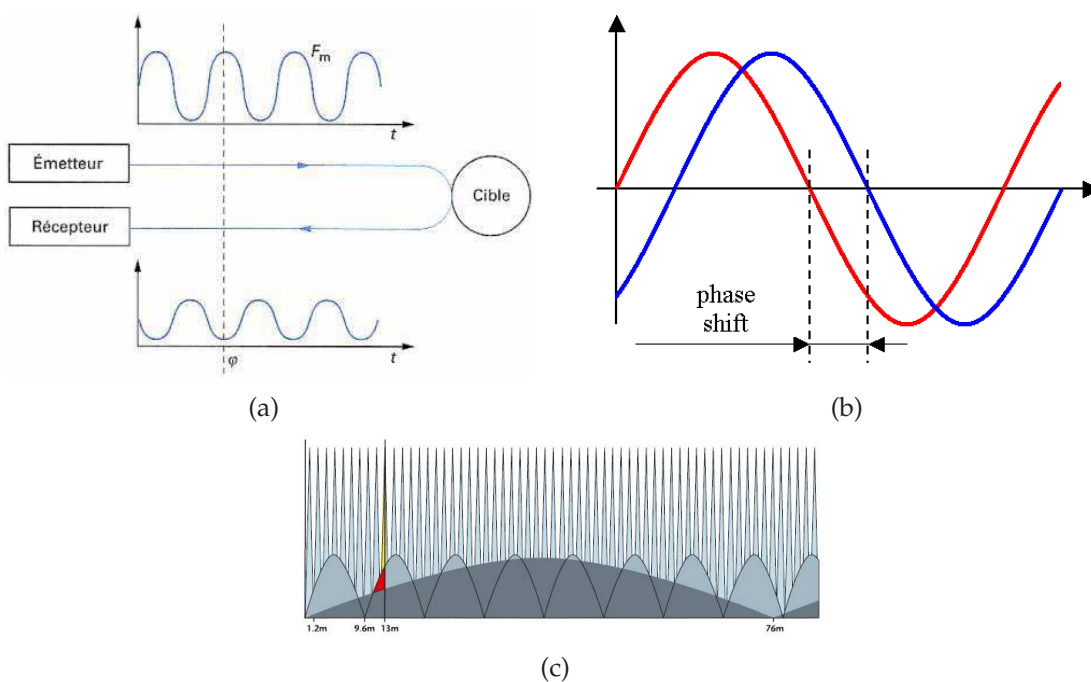 F_m
t
Émetteur
Récepteur
Cible
t
φ
(a)
phase
shift
(b)
1.2m 9.6m 13m 76m
(c)